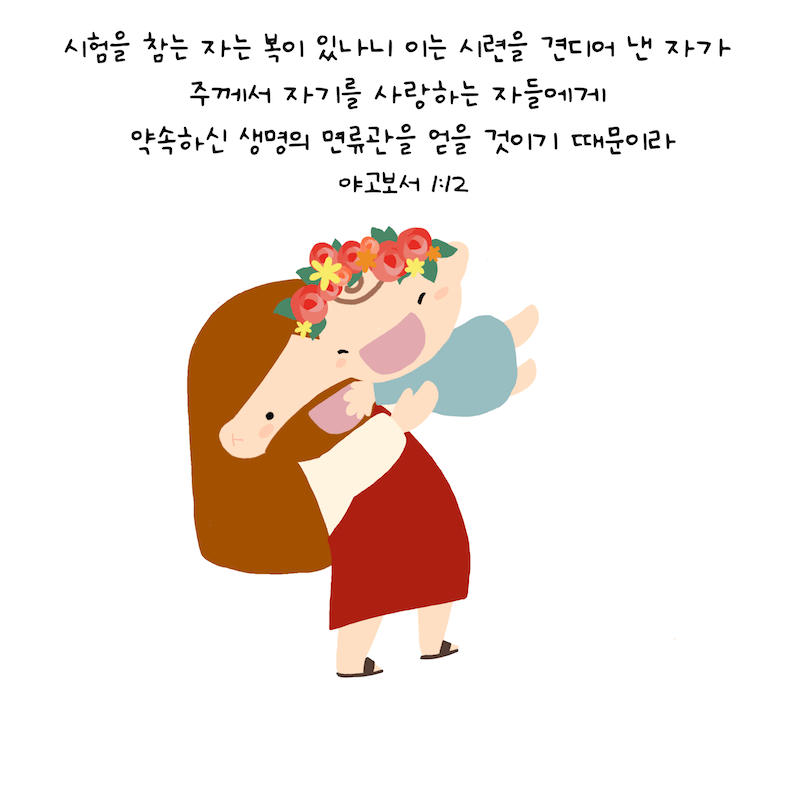 시험을 참는 자는 복이 있나니 이는 시련을 견디어 낸 자가
주께서 자기를 사랑하는 자들에게
약속하신 생명의 면류관을 얻을 것이기 때문이라
야고보서 1:12